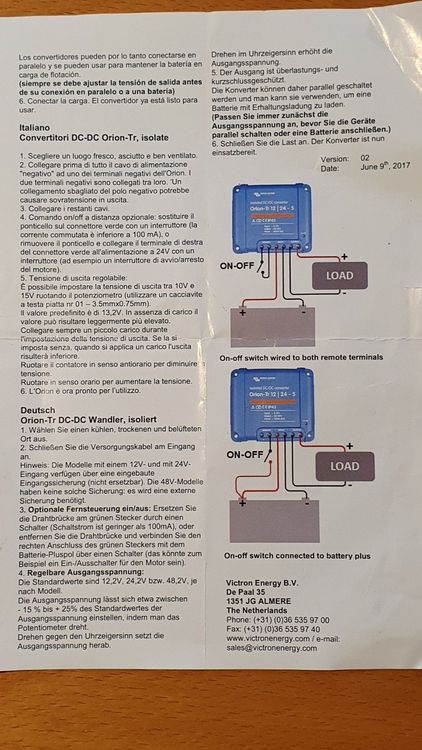 Los convertidores pueden por lo tanto conectarse en
paralelo y se pueden usar para mantener la batería en
carga de flotación.
(siempre se debe ajustar la tensión de salida antes
de su conexión en paralelo o a una batería)
6. Conectar la carga. El convertidor ya está listo para
usar.
Italiano
Convertitori DC-DC Orion-Tr, isolate
1. Scegliere un luogo fresco, asciutto e ben ventilato.
2. Collegare prima di tutto il cavo di alimentazione
"negativo" ad uno dei terminali negativi dell'Orion. I
due terminali negativi sono collegati tra loro. 'Un
collegamento sbagliato del polo negativo potrebbe
causare sovratensione in uscita.
3. Collegare i restanti cavi.
4. Comando on/off a distanza opzionale: sostituire il
ponticello sul connettore verde con un interruttore (la
corrente commutata è inferiore a 100 mA), o
rimuovere il ponticello e collegare il terminale di destra
del connettore verde all'alimentazione a 24V con un
interruttore (ad esempio un interruttore di avvio/arresto
del motore).
5. Tensione di uscita regolabile:
È possibile impostare la tensione di uscita tra 10V e
15V ruotando il potenziometro (utilizzare un cacciavite
a testa piatta nr 01 – 3.5mmx0.75mm).
Il valore predefinito è di 13,2V. In assenza di carico il
valore può risultare leggermente più elevato.
Collegare sempre un piccolo carico durante
l'impostazione della tensione di uscita. Se la si
imposta senza, quando si applica un carico l'uscita
risulterà inferiore.
Ruotare il contatore in senso antiorario per diminuire la
tensione.
Ruotare in senso orario per aumentare la tensione.
6. L'Orion è ora pronto per l'utilizzo.
Deutsch
Orion-Tr DC-DC Wandler, isoliert
1. Wählen Sie einen kühlen, trockenen und belüfteten
Ort aus.
2. Schließen Sie die Versorgungskabel am Eingang
an.
Hinweis: Die Modelle mit einem 12V- und mit 24V-
Eingang verfügen über eine eingebaute
Eingangssicherung (nicht ersetzbar). Die 48V-Modelle
haben keine solche Sicherung: es wird eine externe
Sicherung benötigt.
3. Optionale Fernsteuerung ein/aus: Ersetzen Sie
die Drahtbrücke am grünen Stecker durch einen
Schalter (Schaltstrom ist geringer als 100mA), oder
entfernen Sie die Drahtbrücke und verbinden Sie den
rechten Anschluss des grünen Steckers mit dem
Batterie-Pluspol über einen Schalter (das könnte zum
Beispiel ein Ein-/Ausschalter für den Motor sein).
4. Regelbare Ausgangsspannung:
Die Standardwerte sind 12,2V, 24,2V bzw. 48,2V, je
nach Modell.
Die Ausgangsspannung lässt sich etwa zwischen
- 15 % bis + 25% des Standardwertes der
Ausgangsspannung einstellen, indem man das
Potentiometer dreht.
Drehen gegen den Uhrzeigersinn setzt die
Ausgangsspannung herab.
Drehen im Uhrzeigersinn erhöht die
Ausgangsspannung.
5. Der Ausgang ist überlastungs- und
kurzschlussgeschützt.
Die Konverter können daher parallel geschaltet
werden und man kann sie verwenden, um eine
Batterie mit Erhaltungsladung zu laden.
(Passen Sie immer zunächst die
Ausgangsspannung an, bevor Sie die Geräte
parallel schalten oder eine Batterie anschließen.)
6. Schließen Sie die Last an. Der Konverter ist nun
einsatzbereit.
Version: 02
Date: June 9th, 2017
Orion-Tr 12 | 24 - 5
ON-OFF
+
LOAD
-
+
-
On-off switch wired to both remote terminals
Orion-Tr 12 | 24 - 5
ON-OFF
+
LOAD
-
+
-
On-off switch connected to battery plus
Victron Energy B.V.
De Paal 35
1351 JG ALMERE
The Netherlands
Phone: (+31) (0)36 535 97 00
Fax: (+31) (0)36 535 97 40
www.victronenergy.com / e-mail:
sales@victronenergy.com